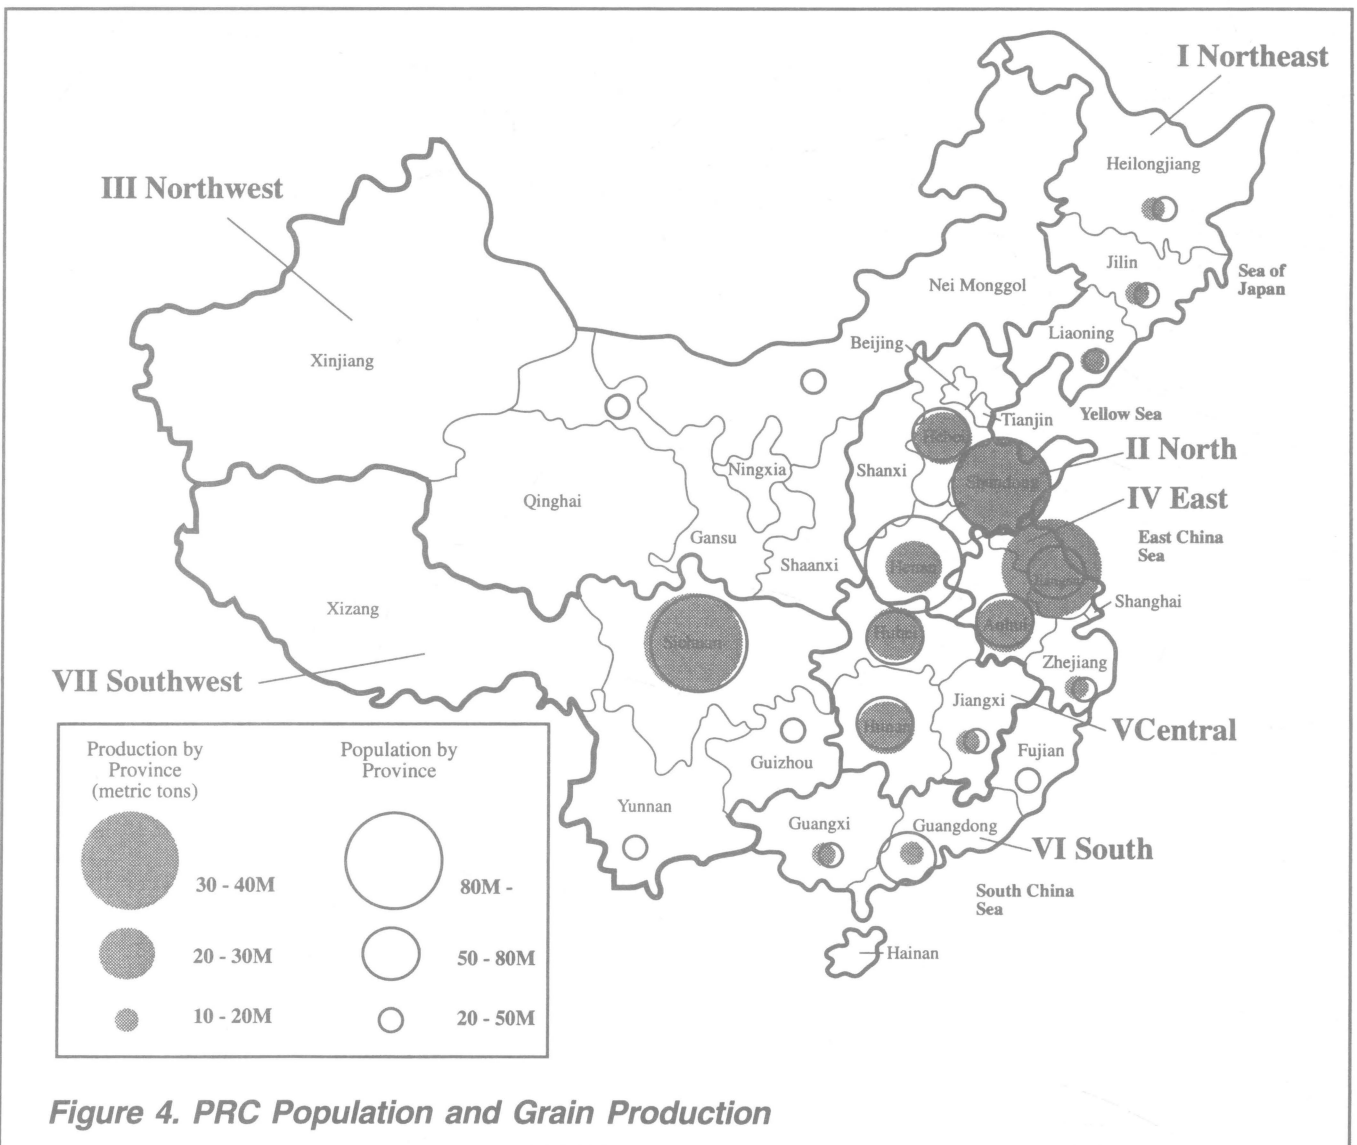 I Northeast
Heilongjiang
III Northwest
Jilin
Sea of
Japan
Nei Monggol
Liaoning
Beijing
Xinjiang
Tianjin
Yellow Sea
Hebei
II North
Shanxi
Ningxia
Shandong
IV East
Qinghai
Gansu
East China
Sea
Shaanxi
Henan
Jiangsu
Shanghai
Xizang
Anhui
Hubei
Sichuan
Zhejiang
VII Southwest
Jiangxi
Hunan
VCentral
Fujian
Guizhou
Yunnan
Guangxi
Guangdong
VI South
South China
Sea
Hainan
Production by
Province
(metric tons)
Population by
Province
30 - 40M
80M -
20 - 30M
50 - 80M
10 - 20M
20 - 50M
Figure 4. PRC Population and Grain Production